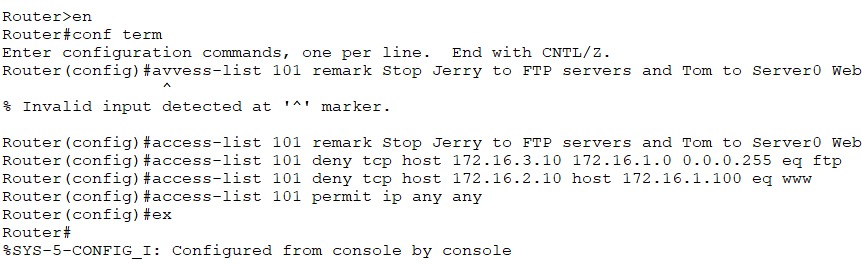 Router>en
Router#conf term
Enter configuration commands, one per line.  End with CNTL/Z.
Router(config)#avvess-list 101 remark Stop Jerry to FTP servers and Tom to Server0 Web
^
% Invalid input detected at '^' marker.
Router(config)#access-list 101 remark Stop Jerry to FTP servers and Tom to Server0 Web
Router(config)#access-list 101 deny tcp host 172.16.3.10 172.16.1.0 0.0.0.255 eq ftp
Router(config)#access-list 101 deny tcp host 172.16.2.10 host 172.16.1.100 eq www
Router(config)#access-list 101 permit ip any any
Router(config)#ex
Router#
%SYS-5-CONFIG_I: Configured from console by console